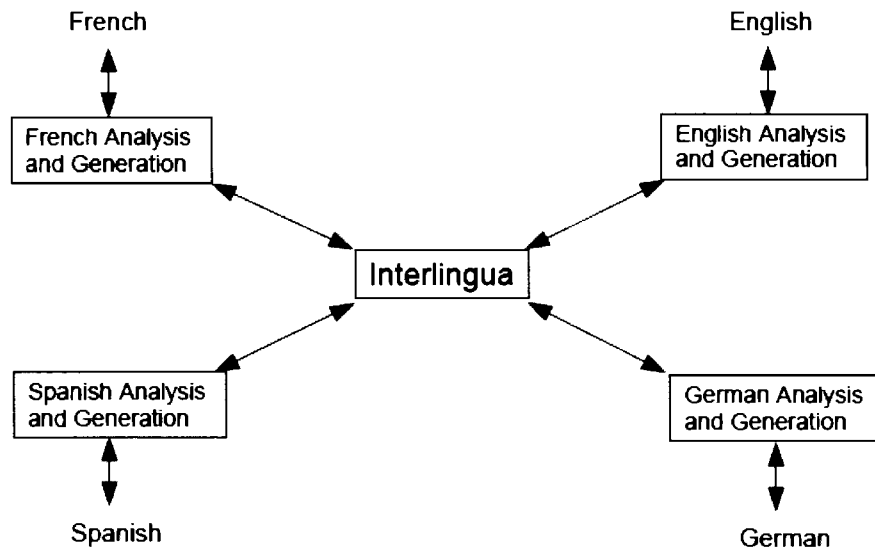 French
English
French Analysis
and Generation
English Analysis
and Generation
Interlingua
Spanish Analysis
and Generation
German Analysis
and Generation
Spanish
German